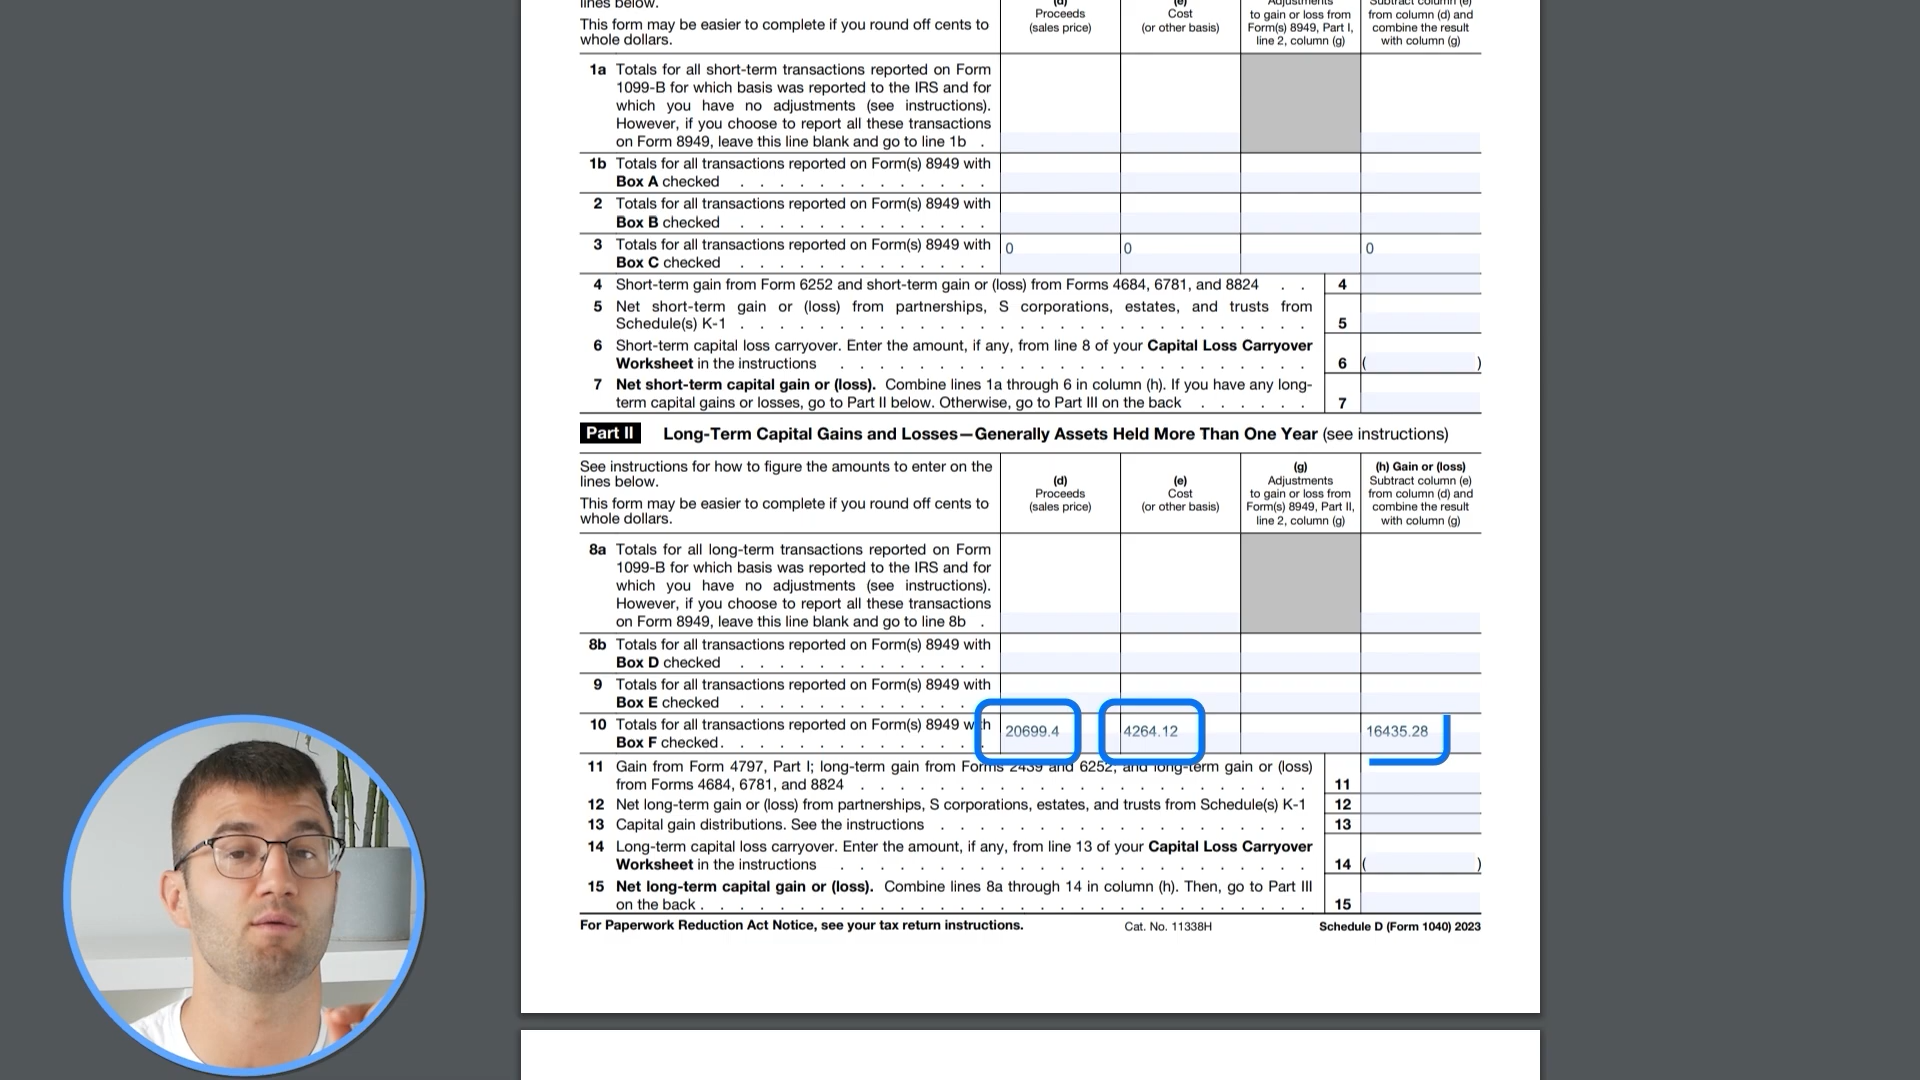 lines below.
This form may be easier to complete if you round off cents to
whole dollars.
(d)
Proceeds
(sales price)
(e)
Cost
(or other basis)
Adjustments
to gain or loss from
Form(s) 8949, Part I,
line 2, column (g)
Subtract column (e)
from column (d) and
combine the result
with column (g)
1a Totals for all short-term transactions reported on Form
1099-B for which basis was reported to the IRS and for
which you have no adjustments (see instructions).
However, if you choose to report all these transactions
on Form 8949, leave this line blank and go to line 1b .
1b Totals for all transactions reported on Form(s) 8949 with
Box A checked . . . . . . . . . . . . .
2 Totals for all transactions reported on Form(s) 8949 with
Box B checked . . . . . . . . . . . . .
3 Totals for all transactions reported on Form(s) 8949 with
Box C checked . . . . . . . . . . . . .
0 0 0
4 Short-term gain from Form 6252 and short-term gain or (loss) from Forms 4684, 6781, and 8824 . . 4
5 Net short-term gain or (loss) from partnerships, S corporations, estates, and trusts from
Schedule(s) K-1 . . . . . . . . . . . . . . . . . . . . . . . . . . . . . 5
6 Short-term capital loss carryover. Enter the amount, if any, from line 8 of your Capital Loss Carryover
Worksheet in the instructions . . . . . . . . . . . . . . . . . . . . . . . . 6 ( )
7 Net short-term capital gain or (loss). Combine lines 1a through 6 in column (h). If you have any long-
term capital gains or losses, go to Part II below. Otherwise, go to Part III on the back . . . . . . 7
Part II Long-Term Capital Gains and Losses—Generally Assets Held More Than One Year (see instructions)
See instructions for how to figure the amounts to enter on the
lines below.
This form may be easier to complete if you round off cents to
whole dollars.
(d)
Proceeds
(sales price)
(e)
Cost
(or other basis)
(g)
Adjustments
to gain or loss from
Form(s) 8949, Part II,
line 2, column (g)
(h) Gain or (loss)
Subtract column (e)
from column (d) and
combine the result
with column (g)
8a Totals for all long-term transactions reported on Form
1099-B for which basis was reported to the IRS and for
which you have no adjustments (see instructions).
However, if you choose to report all these transactions
on Form 8949, leave this line blank and go to line 8b .
8b Totals for all transactions reported on Form(s) 8949 with
Box D checked . . . . . . . . . . . . .
9 Totals for all transactions reported on Form(s) 8949 with
Box E checked . . . . . . . . . . . .
10 Totals for all transactions reported on Form(s) 8949 with
Box F checked. . . . . . . . . . . . . .
20699.4 4264.12 16435.28
11 Gain from Form 4797, Part I; long-term gain from Forms 2439 and 6252; and long-term gain or (loss)
from Forms 4684, 6781, and 8824 . . . . . . . . . . . . . . . . . . . . . . . 11
12 Net long-term gain or (loss) from partnerships, S corporations, estates, and trusts from Schedule(s) K-1 12
13 Capital gain distributions. See the instructions . . . . . . . . . . . . . . . . . . . 13
14 Long-term capital loss carryover. Enter the amount, if any, from line 13 of your Capital Loss Carryover
Worksheet in the instructions . . . . . . . . . . . . . . . . . . . . . . . . 14 ( )
15 Net long-term capital gain or (loss). Combine lines 8a through 14 in column (h). Then, go to Part III
on the back . . . . . . . . . . . . . . . . . . . . . . . . . . . . . . 15
For Paperwork Reduction Act Notice, see your tax return instructions. Cat. No. 11338H Schedule D (Form 1040) 2023